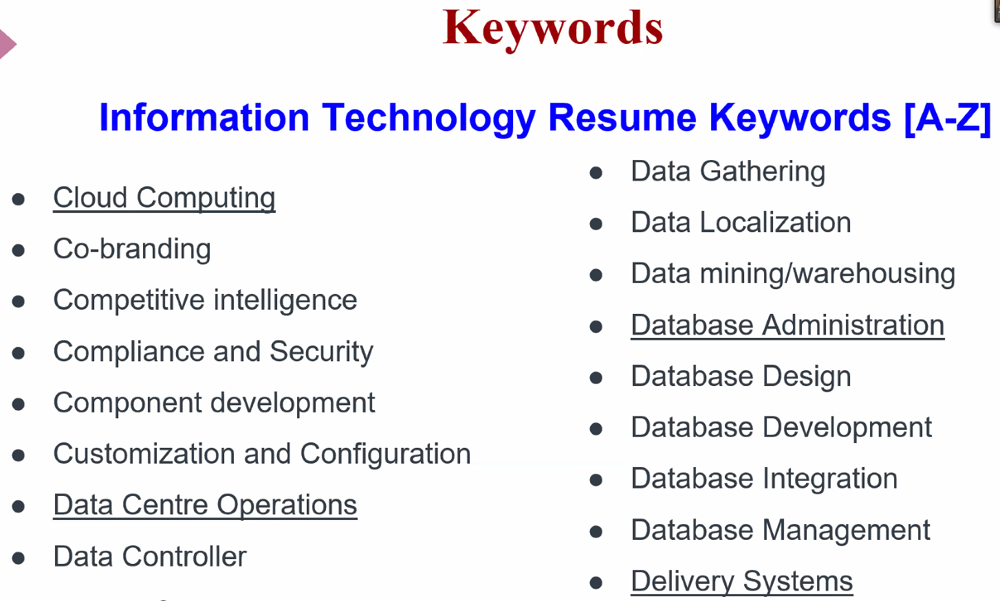 Keywords
Information Technology Resume Keywords [A-Z]
Cloud Computing
Co-branding
Competitive intelligence
Compliance and Security
Component development
Customization and Configuration
Data Centre Operations
Data Controller
Data Gathering
Data Localization
Data mining/warehousing
Database Administration
Database Design
Database Development
Database Integration
Database Management
Delivery Systems